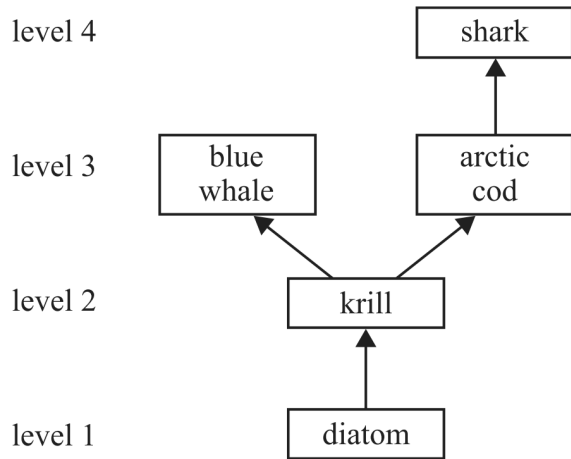 level 4
shark
level 3
blue
whale
arctic
cod
level 2
krill
level 1
diatom